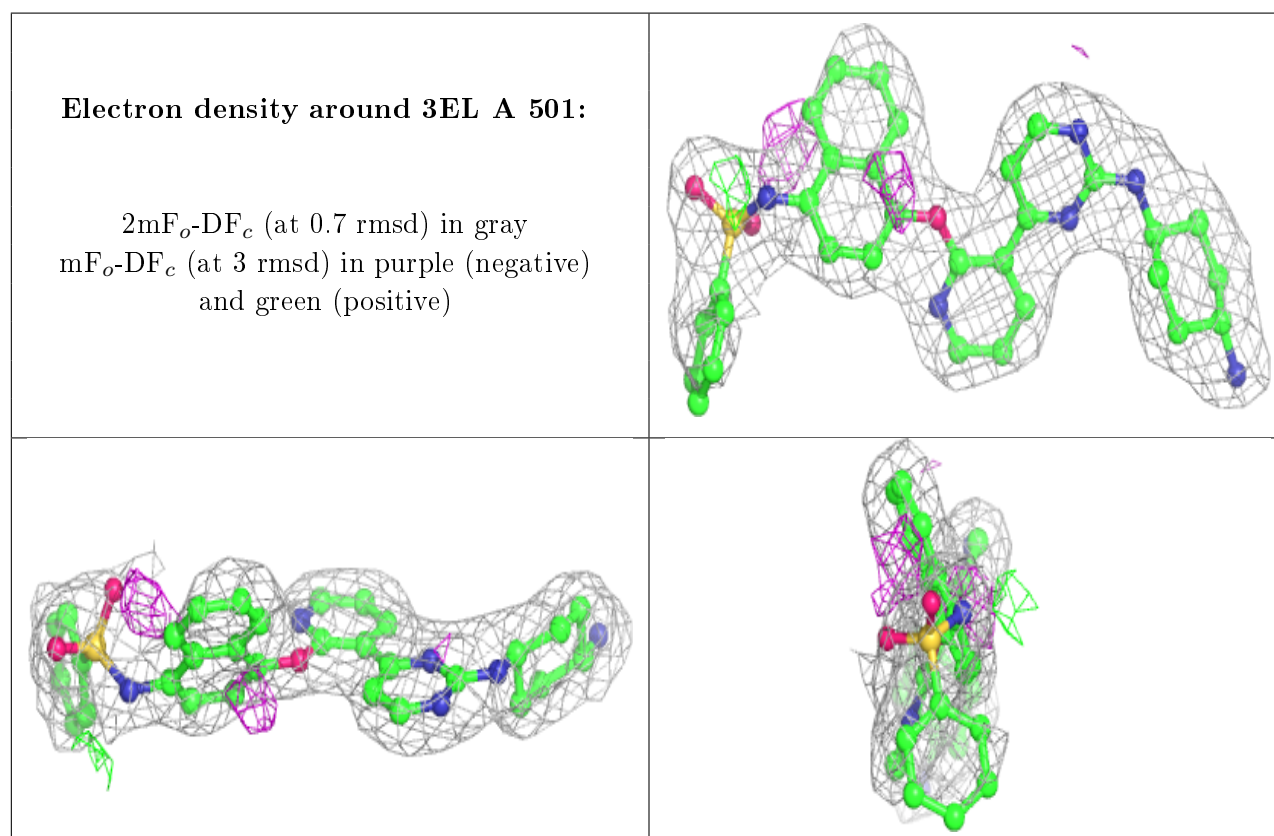 Electron density around 3EL A 501:
2mFₒ-DF𝑐 (at 0.7 rmsd) in gray
mFₒ-DF𝑐 (at 3 rmsd) in purple (negative)
and green (positive)